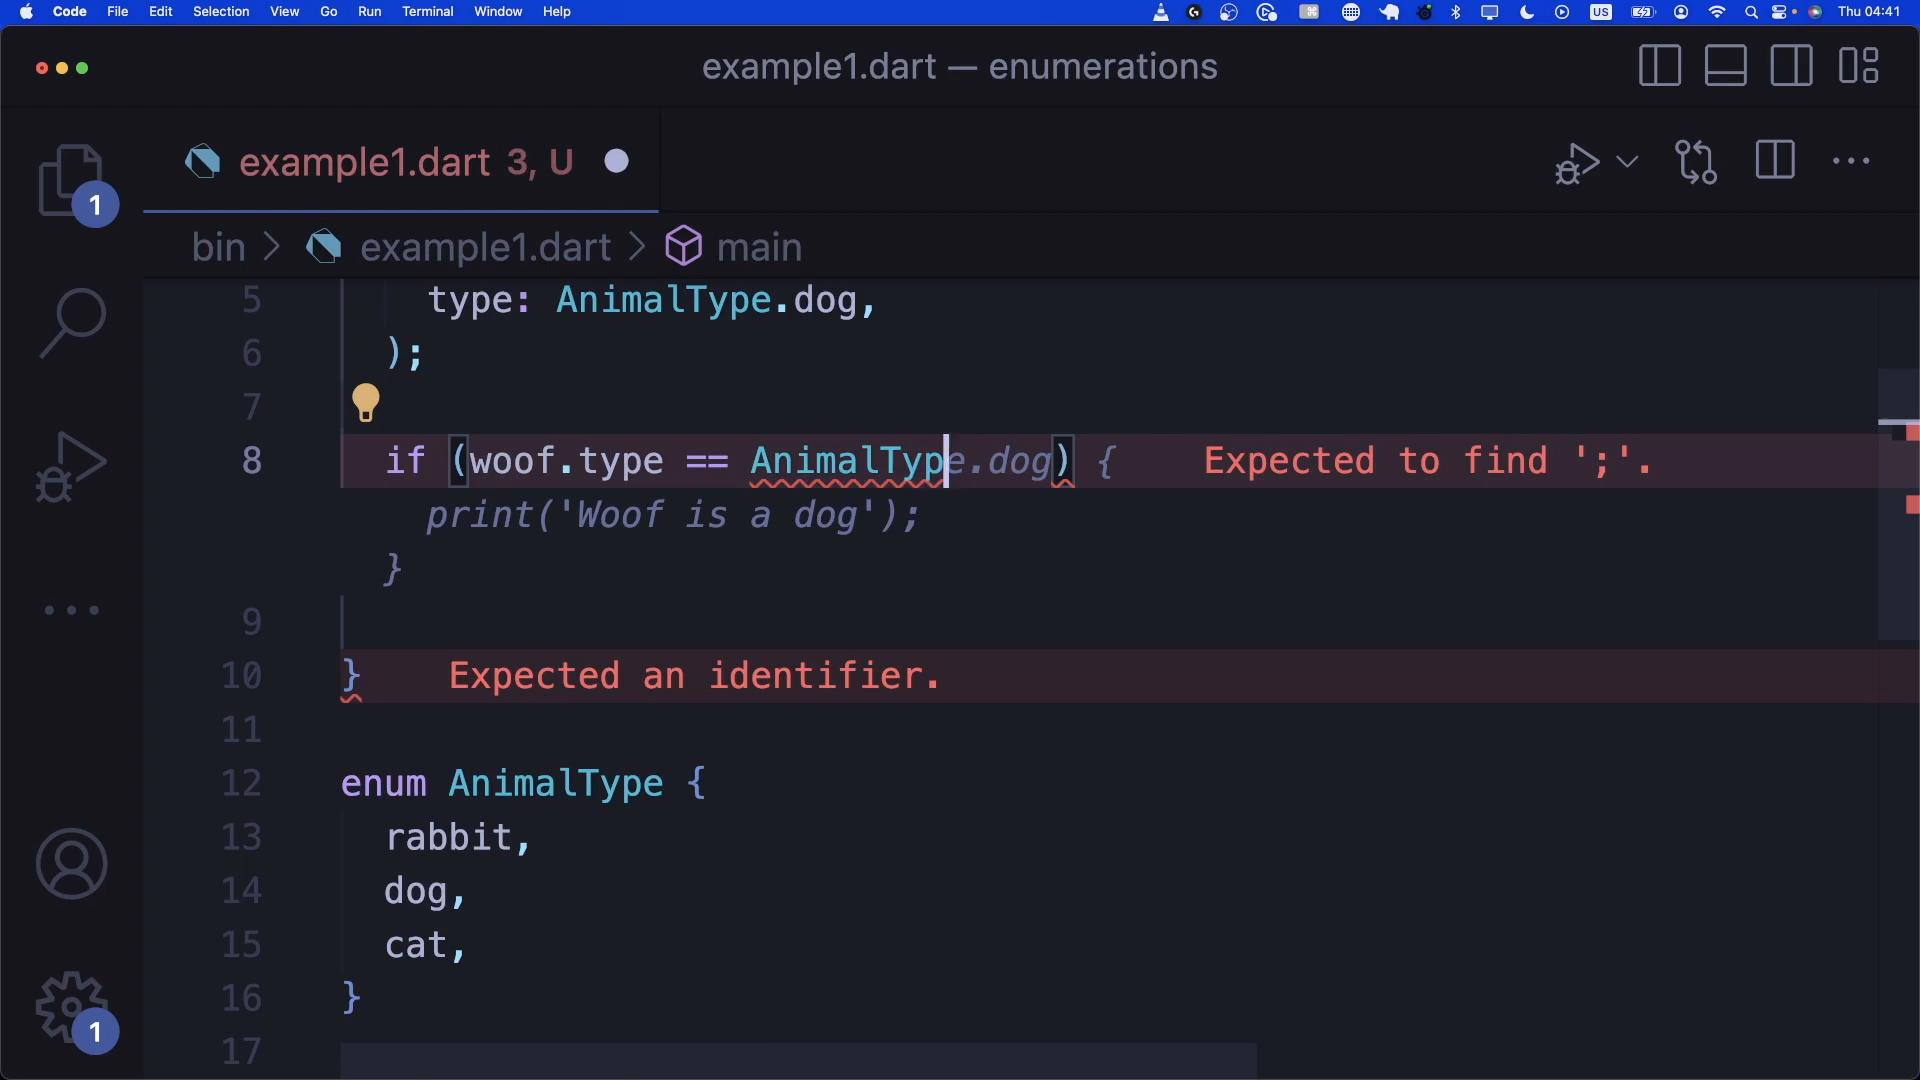 Code File Edit Selection View Go Run Terminal Window Help US Thu 04:41
example1.dart — enumerations
example1.dart 3, U
1
bin > example1.dart > main
5 type: AnimalType.dog,
6 );
7
8 if (woof.type == AnimalType.dog) { Expected to find ';'.
print('Woof is a dog');
}
9
10 } Expected an identifier.
11
12 enum AnimalType {
13 rabbit,
14 dog,
15 cat,
16 }
1
17